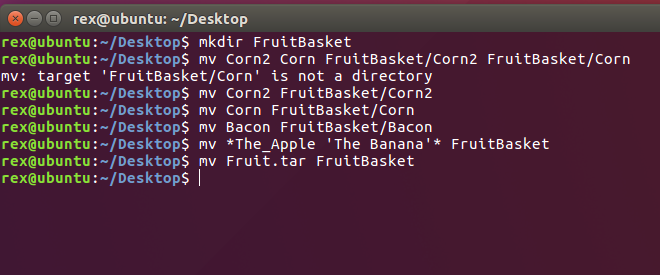 rex@ubuntu: ~/Desktop
rex@ubuntu:~/Desktop$ mkdir FruitBasket
rex@ubuntu:~/Desktop$ mv Corn2 Corn FruitBasket/Corn2 FruitBasket/Corn
mv: target 'FruitBasket/Corn' is not a directory
rex@ubuntu:~/Desktop$ mv Corn2 FruitBasket/Corn2
rex@ubuntu:~/Desktop$ mv Corn FruitBasket/Corn
rex@ubuntu:~/Desktop$ mv Bacon FruitBasket/Bacon
rex@ubuntu:~/Desktop$ mv *The_Apple 'The Banana'* FruitBasket
rex@ubuntu:~/Desktop$ mv Fruit.tar FruitBasket
rex@ubuntu:~/Desktop$